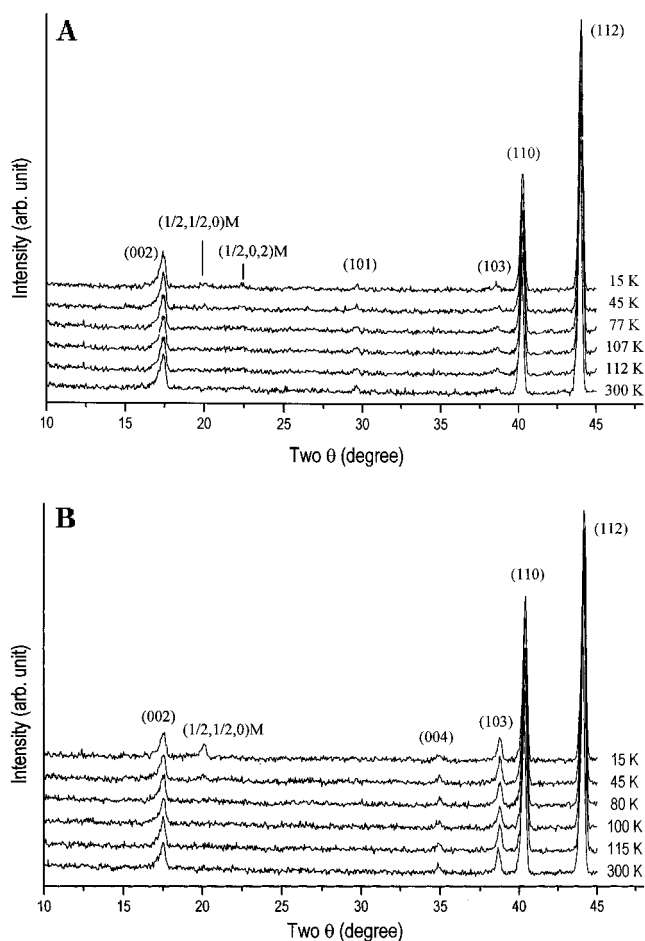 A
Intensity (arb. unit)
(112)
(110)
(1/2,1/2,0)M
(002)
(1/2,0,2)M
(101)
(103)
15 K
45 K
77 K
107 K
112 K
300 K
10 15 20 25 30 35 40 45
Two θ (degree)
B
Intensity (arb. unit)
(112)
(110)
(002)
(1/2,1/2,0)M
(004)
(103)
15 K
45 K
80 K
100 K
115 K
300 K
10 15 20 25 30 35 40 45
Two θ (degree)